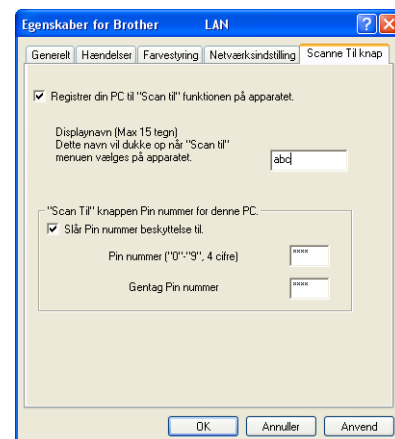 Egenskaber for Brother LAN
Generelt Hændelser Farvestyring Netværksindstilling Scanne Til knap
Registrer din PC til "Scan til" funktionen på apparatet.
Displaynavn (Max 15 tegn)
Dette navn vil dukke op når "Scan til"
menuen vælges på apparatet.
abc
"Scan Til" knappen Pin nummer for denne PC.
Slår Pin nummer beskyttelse til.
Pin nummer ("0"-"9", 4 cifre) ****
Gentag Pin nummer ****
OK Annuller Anvend